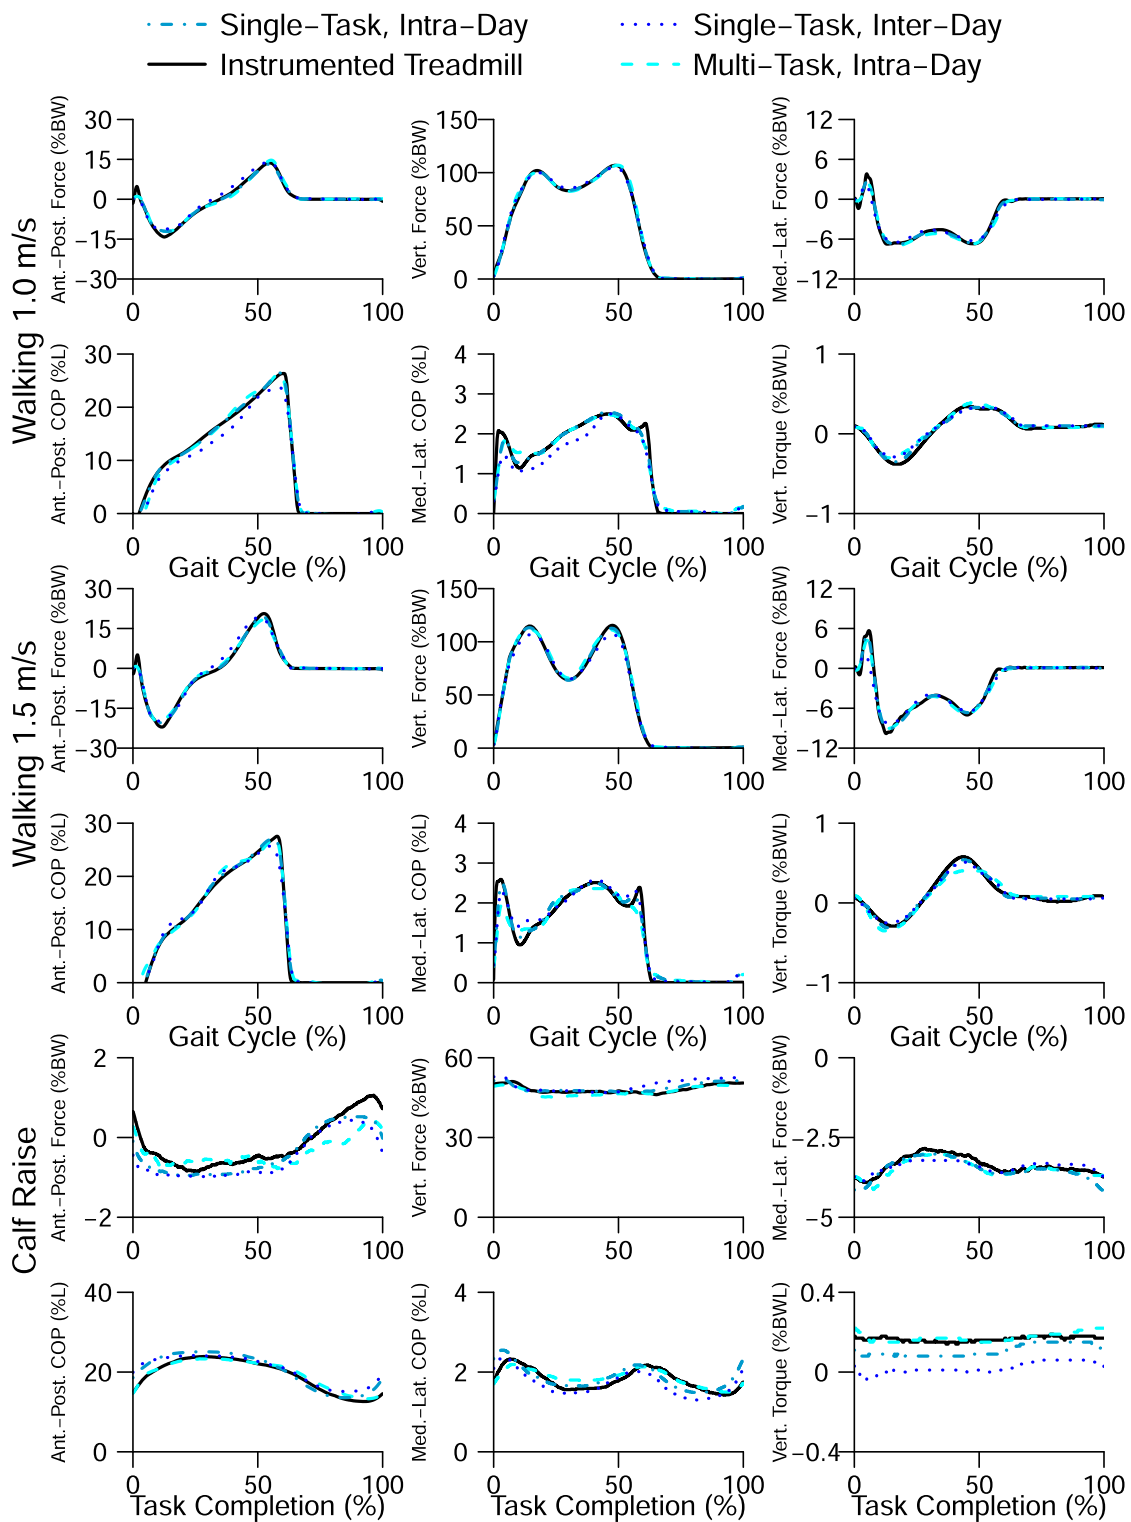 Single−Task, Intra−Day
Single−Task, Inter−Day
Instrumented Treadmill
Multi−Task, Intra−Day
Walking 1.0 m/s
Ant.−Post. Force (%BW)
30
15
0
−15
−30
0 50 100
Vert. Force (%BW)
150
100
50
0
0 50 100
Med.−Lat. Force (%BW)
12
6
0
−6
−12
0 50 100
Ant.−Post. COP (%L)
30
20
10
0
0 50 100
Gait Cycle (%)
Med.−Lat. COP (%L)
4
3
2
1
0
0 50 100
Gait Cycle (%)
Vert. Torque (%BWL)
1
0
−1
0 50 100
Gait Cycle (%)
Walking 1.5 m/s
Ant.−Post. Force (%BW)
30
15
0
−15
−30
0 50 100
Vert. Force (%BW)
150
100
50
0
0 50 100
Med.−Lat. Force (%BW)
12
6
0
−6
−12
0 50 100
Ant.−Post. COP (%L)
30
20
10
0
0 50 100
Gait Cycle (%)
Med.−Lat. COP (%L)
4
3
2
1
0
0 50 100
Gait Cycle (%)
Vert. Torque (%BWL)
1
0
−1
0 50 100
Gait Cycle (%)
Calf Raise
Ant.−Post. Force (%BW)
2
0
−2
0 50 100
Vert. Force (%BW)
60
30
0
0 50 100
Med.−Lat. Force (%BW)
0
−2.5
−5
0 50 100
Ant.−Post. COP (%L)
40
20
0
0 50 100
Task Completion (%)
Med.−Lat. COP (%L)
4
2
0
0 50 100
Task Completion (%)
Vert. Torque (%BWL)
0.4
0
−0.4
0 50 100
Task Completion (%)